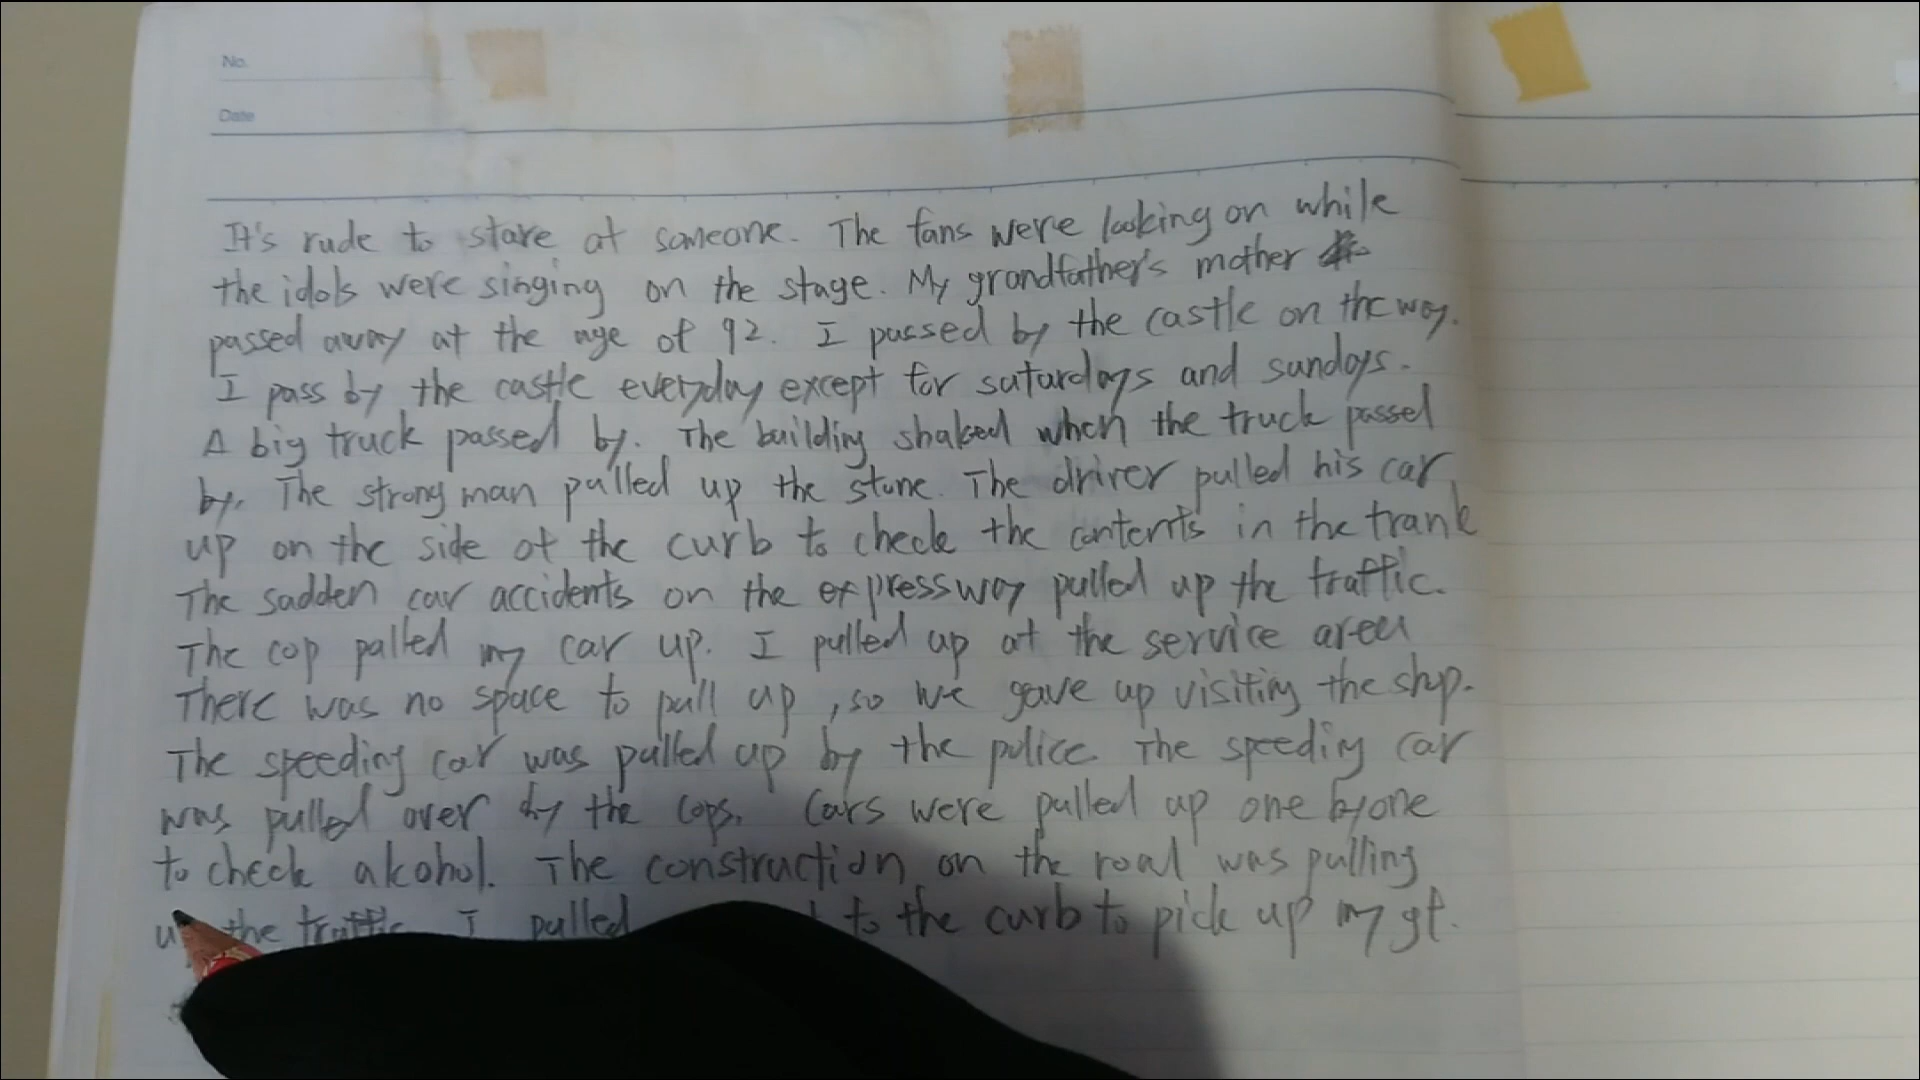 No.
Date
It's rude to stare at someone. The fans were looking on while
the idols were singing on the stage. My grandfather's mother
passed away at the age of 92. I passed by the castle on the way.
I pass by the castle everyday except for saturdays and sundays.
A big truck passed by. The building shaked when the truck passed
by. The strong man pulled up the stone. The driver pulled his car
up on the side of the curb to check the contents in the trank
The sadden car accidents on the expressway pulled up the traffic.
The cop pulled my car up. I pulled up at the service area
There was no space to pull up, so we gave up visiting the shop.
The speeding car was pulled up by the police. The speeding car
was pulled over by the cops. Cars were pulled up one by one
to check alcohol. The construction on the road was pulling
the traffic I pulled to the curb to pick up my gf.